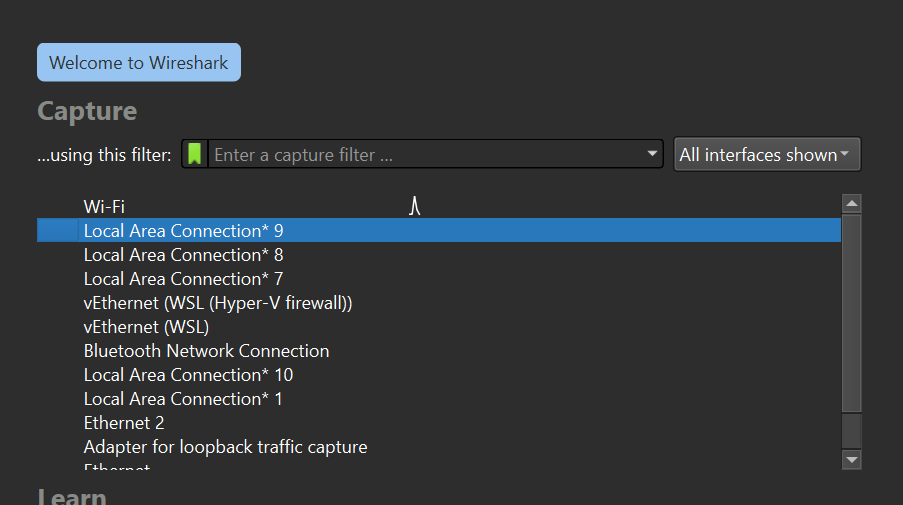 Welcome to Wireshark
Capture
...using this filter: Enter a capture filter ... All interfaces shown
Wi-Fi
Local Area Connection* 9
Local Area Connection* 8
Local Area Connection* 7
vEthernet (WSL (Hyper-V firewall))
vEthernet (WSL)
Bluetooth Network Connection
Local Area Connection* 10
Local Area Connection* 1
Ethernet 2
Adapter for loopback traffic capture
Ethernet
Learn